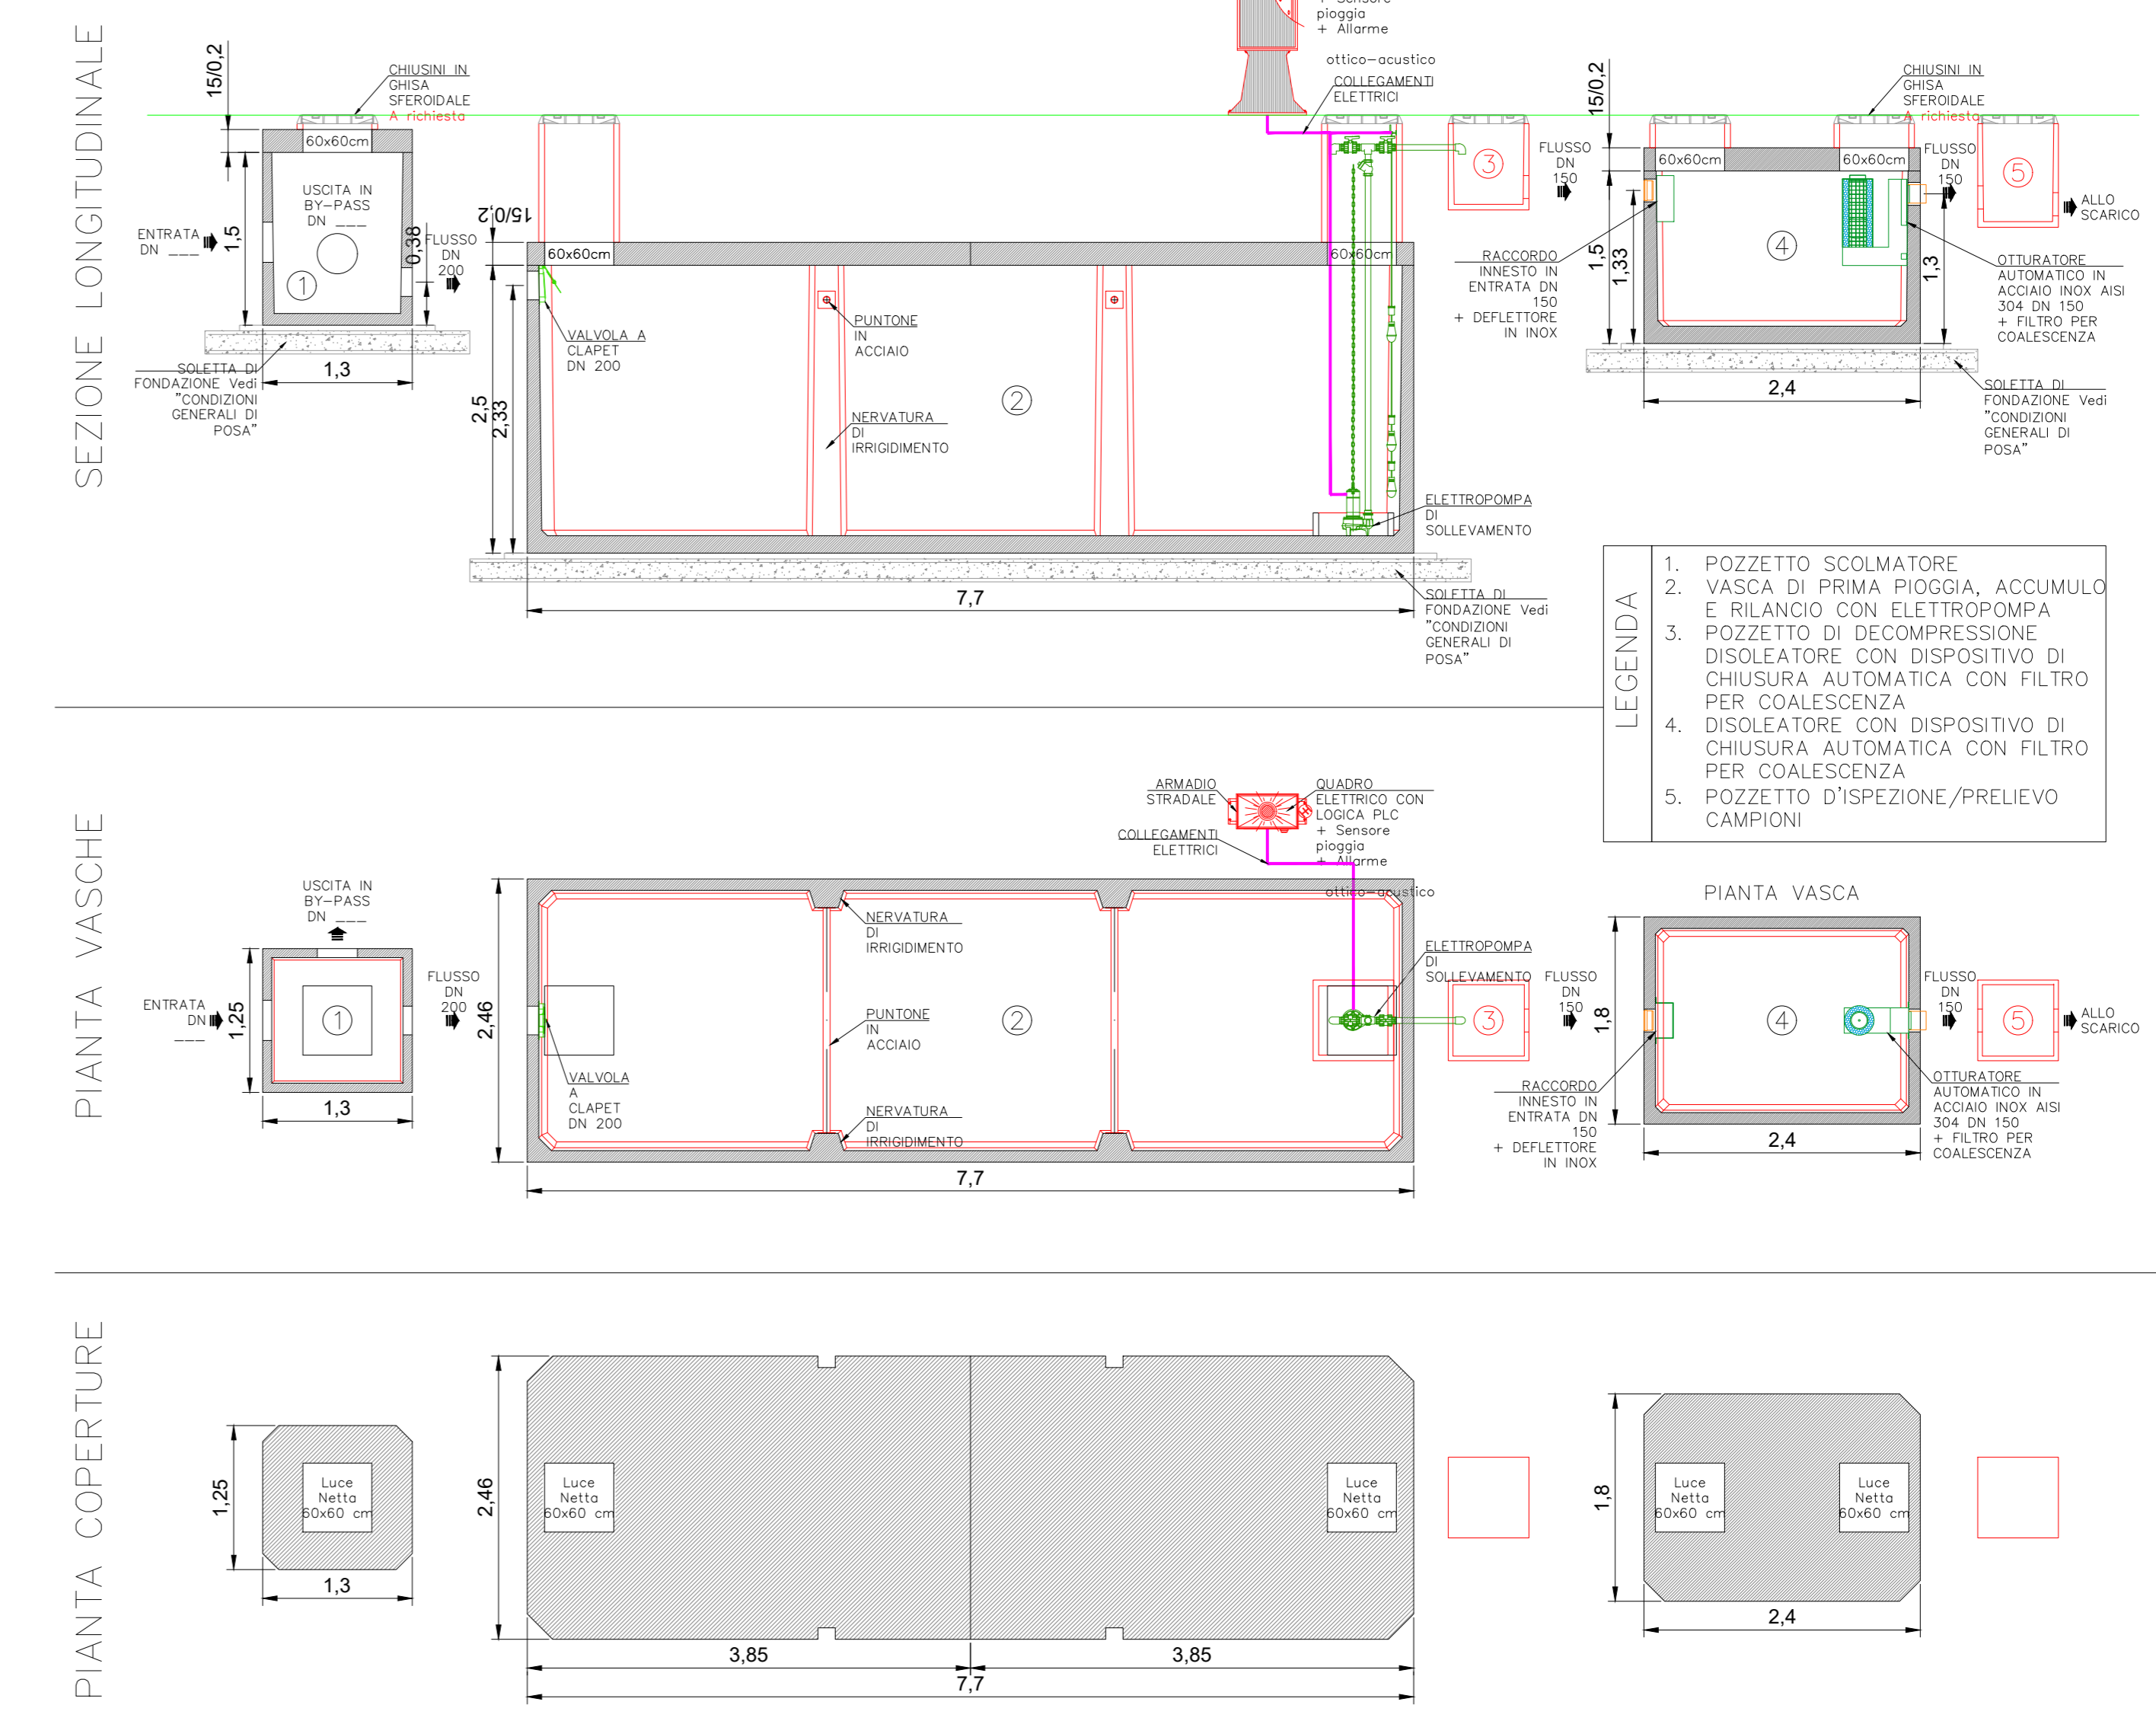 SEZIONE LONGITUDINALE
15/0,2
CHIUSINI IN
GHISA
SFEROIDALE
A richiesta
60x60cm
USCITA IN
BY-PASS
DN ___
ENTRATA
DN ___
1,5
0,38
1
FLUSSO
DN
200
SOLETTA DI
FONDAZIONE Vedi
"CONDIZIONI
GENERALI DI
POSA"
1,3
15/0,2
60x60cm
60x60cm
VALVOLA A
CLAPET
DN 200
PUNTONE
IN
ACCIAIO
NERVATURA
DI
IRRIGIDIMENTO
2
2,5
2,33
7,7
+ Sensore
pioggia
+ Allarme
ottico-acustico
COLLEGAMENTI
ELETTRICI
ELETTROPOMPA
DI
SOLLEVAMENTO
SOLETTA DI
FONDAZIONE Vedi
"CONDIZIONI
GENERALI DI
POSA"
3
FLUSSO
DN
150
15/0,2
CHIUSINI IN
GHISA
SFEROIDALE
A richiesta
60x60cm
60x60cm
FLUSSO
DN
150
5
ALLO
SCARICO
4
RACCORDO
INNESTO IN
ENTRATA DN
150
+ DEFLETTORE
IN INOX
1,5
1,33
1,3
OTTURATORE
AUTOMATICO IN
ACCIAIO INOX AISI
304 DN 150
+ FILTRO PER
COALESCENZA
2,4
SOLETTA DI
FONDAZIONE Vedi
"CONDIZIONI
GENERALI DI
POSA"
LEGENDA
1. POZZETTO SCOLMATORE
2. VASCA DI PRIMA PIOGGIA, ACCUMULO
E RILANCIO CON ELETTROPOMPA
3. POZZETTO DI DECOMPRESSIONE
DISOLEATORE CON DISPOSITIVO DI
CHIUSURA AUTOMATICA CON FILTRO
PER COALESCENZA
4. DISOLEATORE CON DISPOSITIVO DI
CHIUSURA AUTOMATICA CON FILTRO
PER COALESCENZA
5. POZZETTO D'ISPEZIONE/PRELIEVO
CAMPIONI
PIANTA VASCHE
USCITA IN
BY-PASS
DN ___
ENTRATA
DN
___
1,25
1
FLUSSO
DN
200
1,3
2,46
VALVOLA
A
CLAPET
DN 200
NERVATURA
DI
IRRIGIDIMENTO
PUNTONE
IN
ACCIAIO
NERVATURA
DI
IRRIGIDIMENTO
2
7,7
ARMADIO
STRADALE
COLLEGAMENTI
ELETTRICI
QUADRO
ELETTRICO CON
LOGICA PLC
+ Sensore
pioggia
+ Allarme
ottico-acustico
ELETTROPOMPA
DI
SOLLEVAMENTO
3
FLUSSO
DN
150
PIANTA VASCA
1,8
4
FLUSSO
DN
150
5
ALLO
SCARICO
RACCORDO
INNESTO IN
ENTRATA DN
150
+ DEFLETTORE
IN INOX
OTTURATORE
AUTOMATICO IN
ACCIAIO INOX AISI
304 DN 150
+ FILTRO PER
COALESCENZA
2,4
PIANTA COPERTURE
1,25
Luce
Netta
60x60 cm
1,3
2,46
Luce
Netta
60x60 cm
Luce
Netta
60x60 cm
3,85
3,85
7,7
1,8
Luce
Netta
60x60 cm
Luce
Netta
60x60 cm
2,4